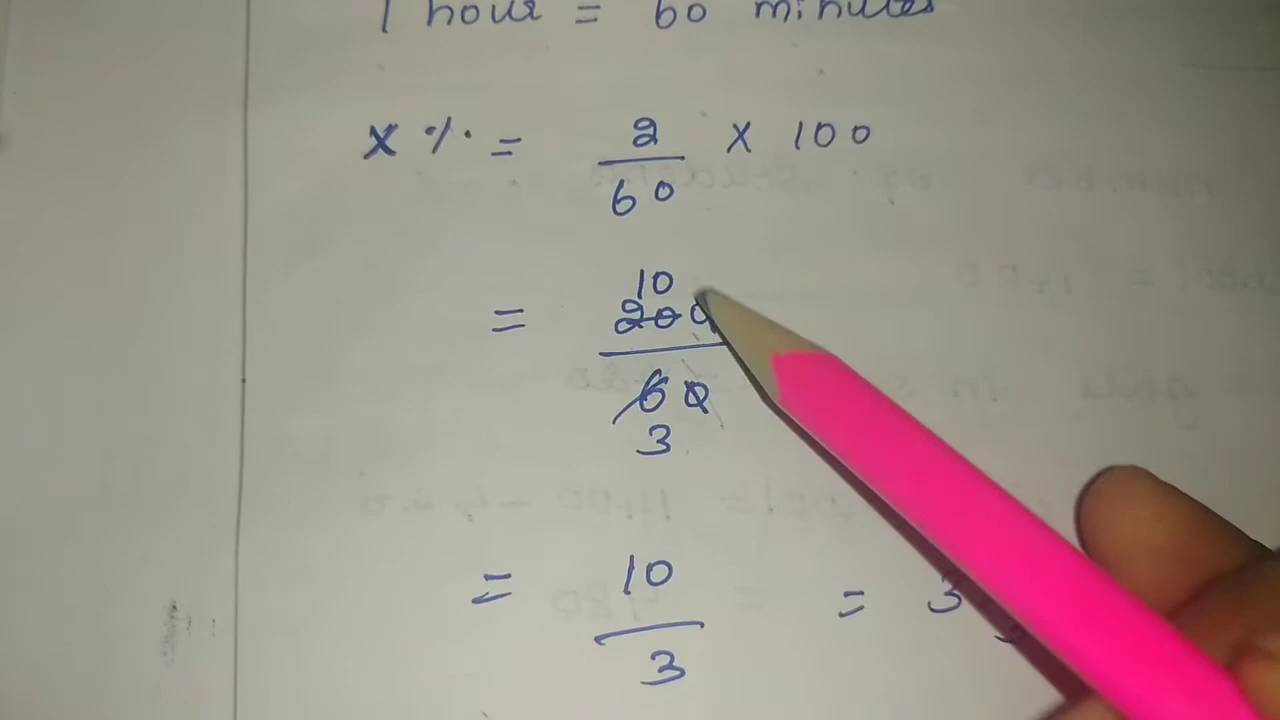 1 hour = 60 minutes
x % = 2/60 x 100
= 10 200/60 3
= 10/3 = 3